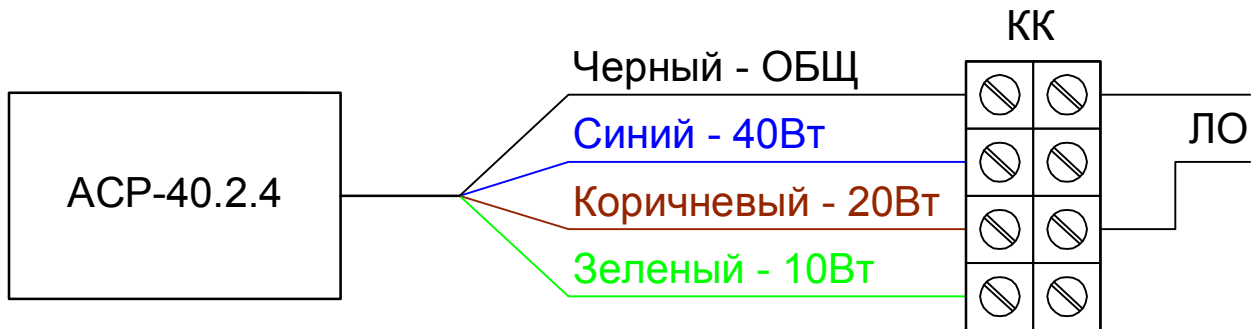 КК
Черный - ОБЩ
Синий - 40Вт
ЛО
АСР-40.2.4
Коричневый - 20Вт
Зеленый - 10Вт